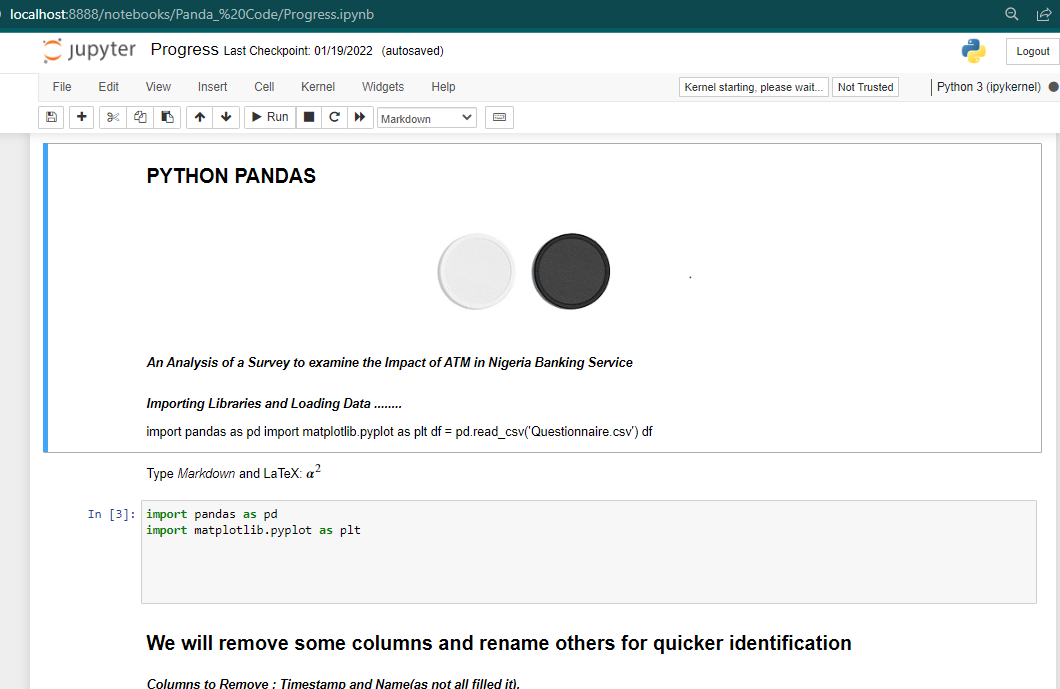 localhost:8888/notebooks/Panda_%20Code/Progress.ipynb
jupyter Progress Last Checkpoint: 01/19/2022 (autosaved)
Logout
File Edit View Insert Cell Kernel Widgets Help
Kernel starting, please wait... Not Trusted Python 3 (ipykernel)
Run Markdown
PYTHON PANDAS
An Analysis of a Survey to examine the Impact of ATM in Nigeria Banking Service
Importing Libraries and Loading Data ........
import pandas as pd import matplotlib.pyplot as plt df = pd.read_csv('Questionnaire.csv') df
Type Markdown and LaTeX: α²
In [3]: import pandas as pd
import matplotlib.pyplot as plt
We will remove some columns and rename others for quicker identification
Columns to Remove : Timestamp and Name(as not all filled it).